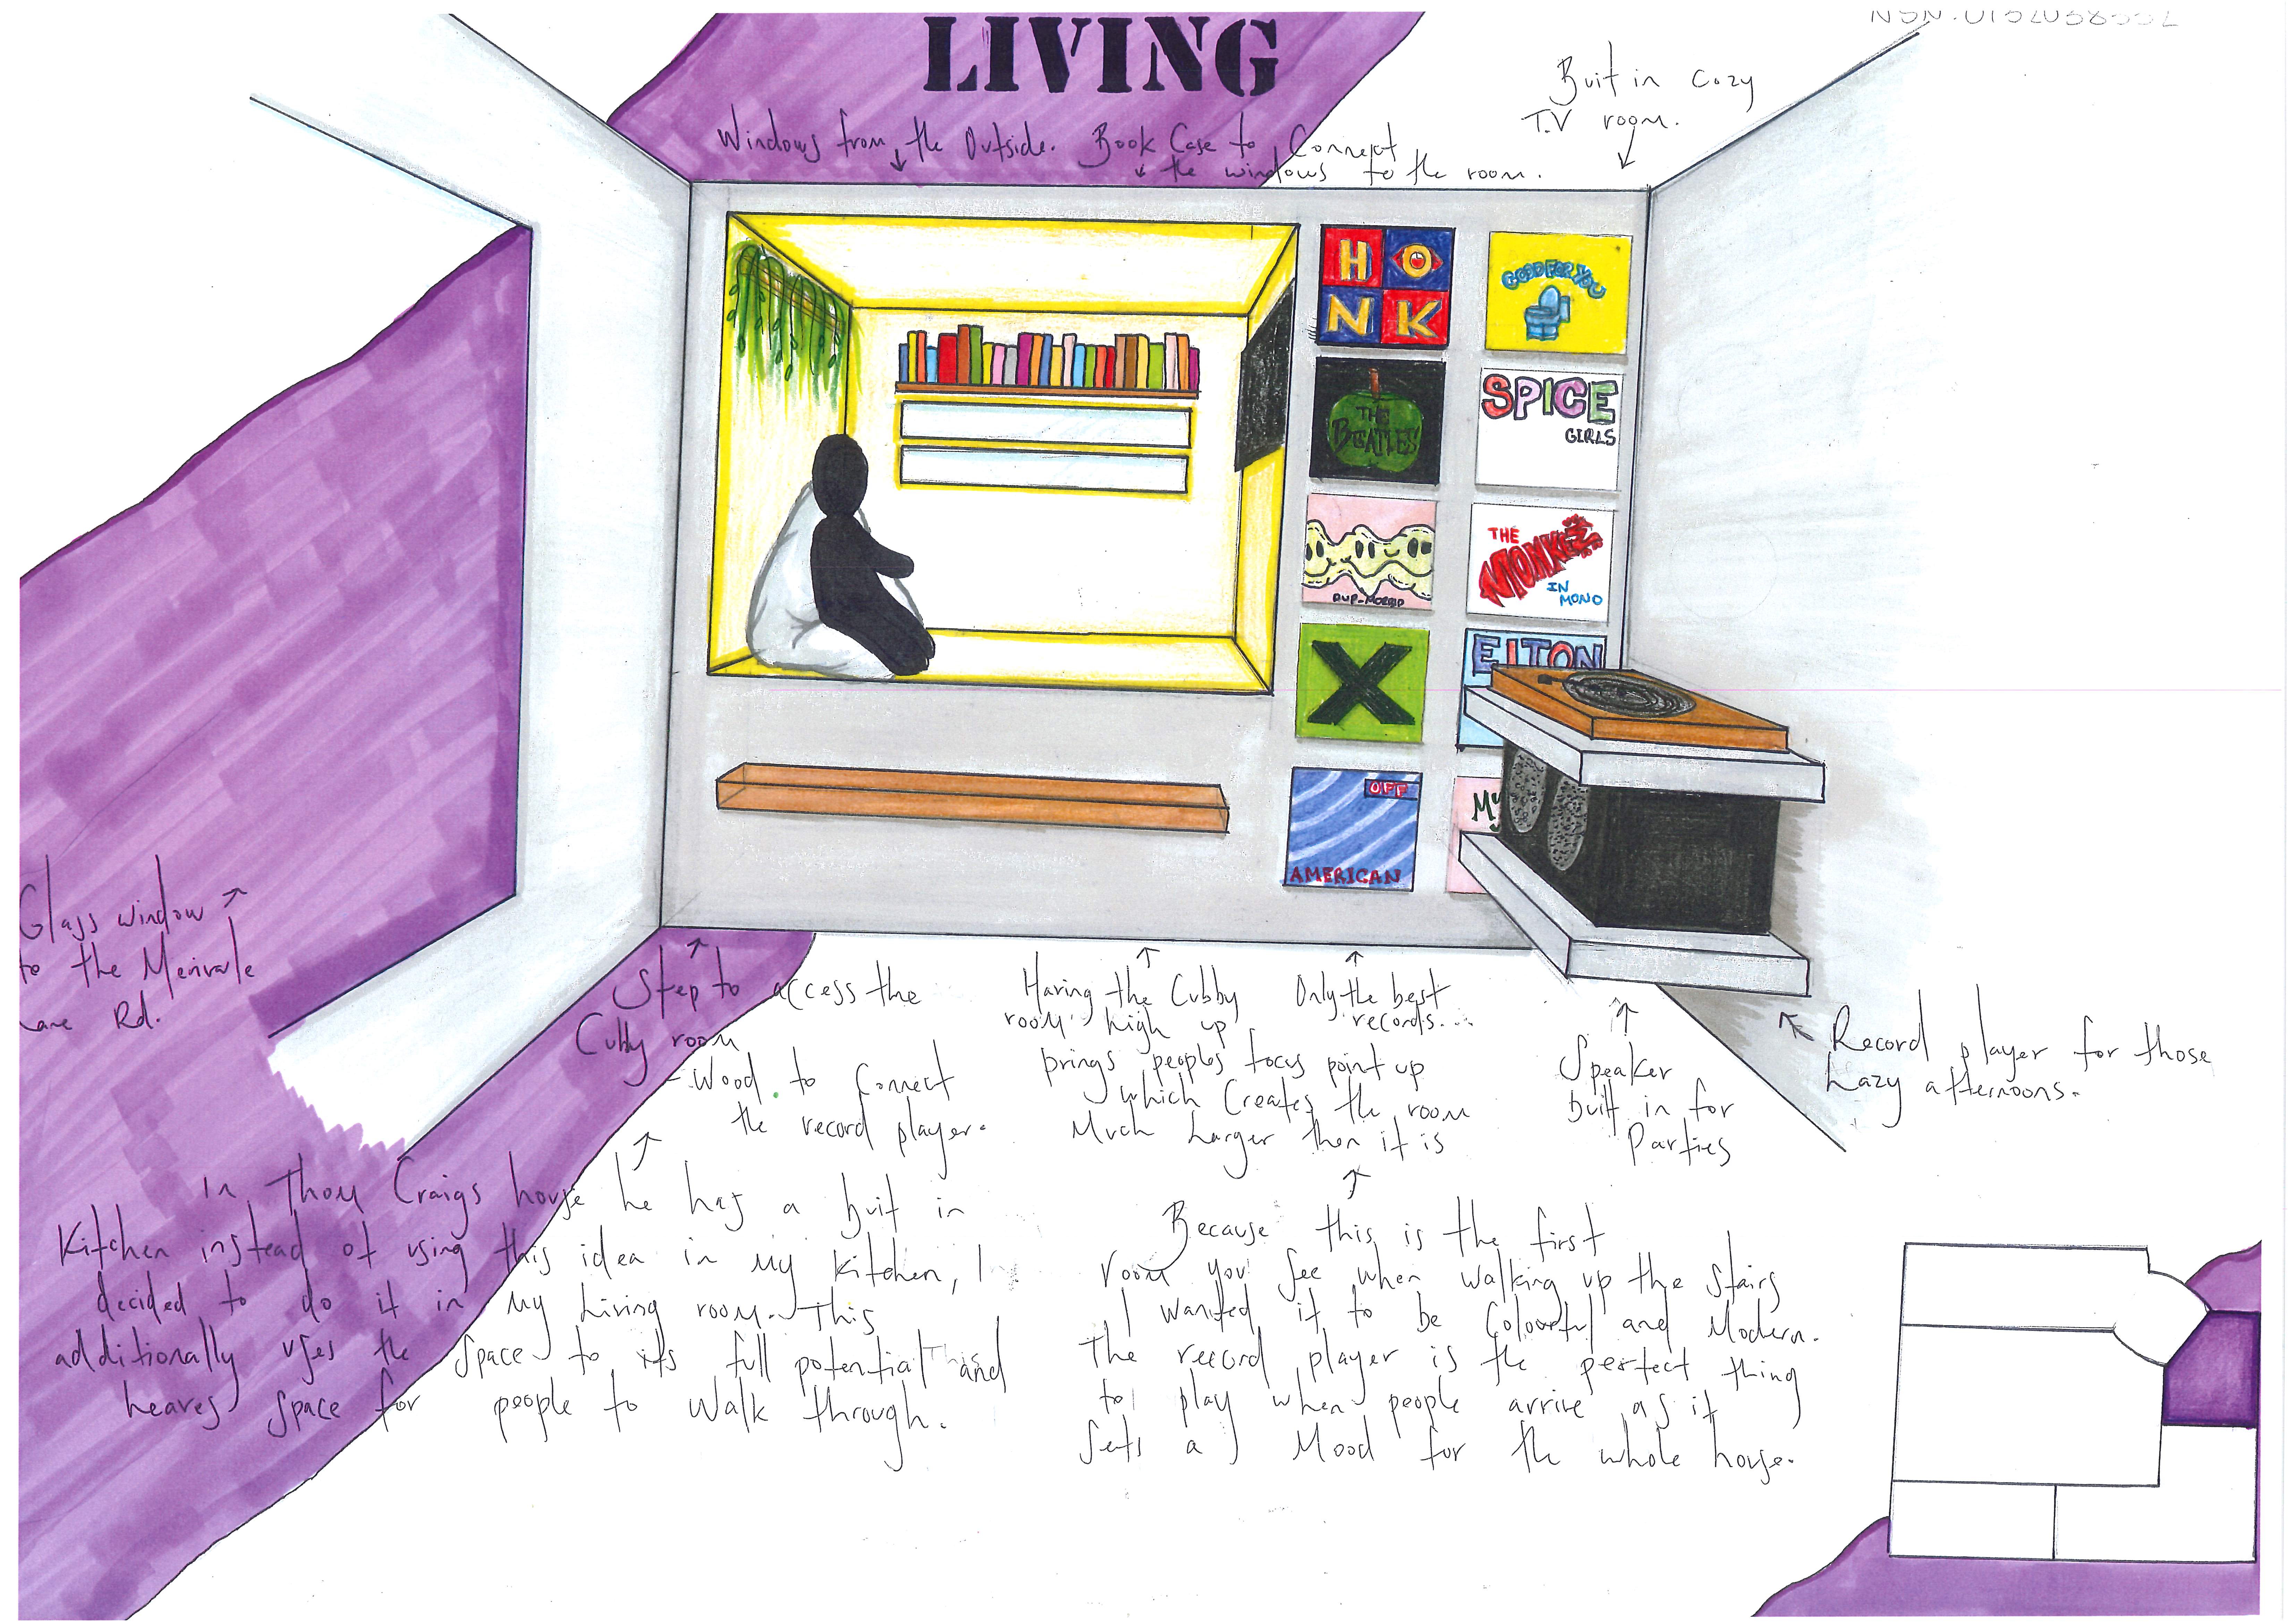 LIVING
Buit in cozy
T.V room.
Windows from the Outside. Book Case to Connect
the windows to the room.
HONK
GOOD FOR YOU
THE
BEATLES
SPICE
GIRLS
THE
MONKEES
IN
MONO
X
ElTON
OFF
AMERICAN
My
Glass window
to the Merivale
Lane Rd.
Step to access the
Cubby room
- Wood to Connect
the record player.
Having the Cubby
room high up
brings peoples focus point up
which Creates the room
Much Larger then it is
Only the best
records...
Speaker
buit in for
Parties
Record player for those
Lazy afternoons.
In Thom Craigs house he has a buit in
Kitchen instead of using this idea in my kitchen, I
decided to do it in my Living room. This
additionally uses the space to its full potential and
Leaves space for people to walk through.
Because this is the first
room you see when walking up the stairs
I wanted it to be Colourful and Modern.
The record player is the perfect thing
to play when people arrive as it
sets a Mood for the whole house.